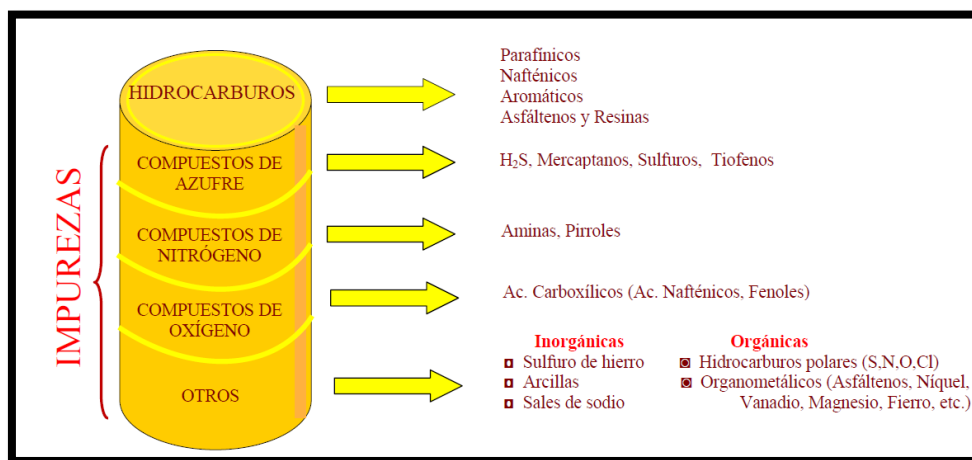 HIDROCARBUROS
Parafínicos
Nafténicos
Aromáticos
Asfáltenos y Resinas
IMPUREZAS
COMPUESTOS DE
AZUFRE
H₂S, Mercaptanos, Sulfuros, Tiofenos
COMPUESTOS DE
NITRÓGENO
Aminas, Pirroles
COMPUESTOS DE
OXÍGENO
Ac. Carboxílicos (Ac. Nafténicos, Fenoles)
OTROS
Inorgánicas
Sulfuro de hierro
Arcillas
Sales de sodio
Orgánicas
Hidrocarburos polares (S,N,O,Cl)
Organometálicos (Asfáltenos, Níquel,
Vanadio, Magnesio, Fierro, etc.)